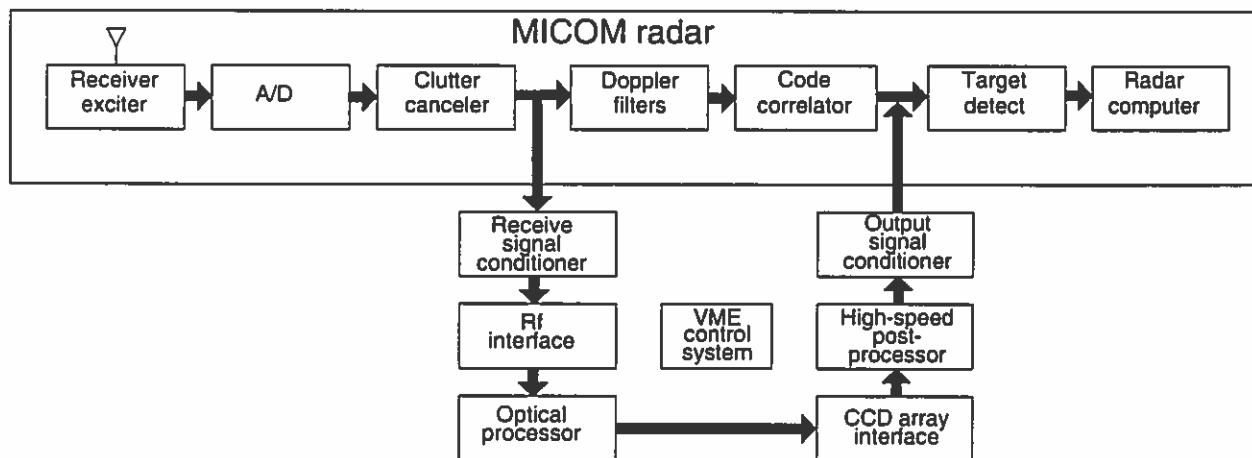 MICOM radar
Receiver
exciter
A/D
Clutter
canceler
Doppler
filters
Code
correlator
Target
detect
Radar
computer
Receive
signal
conditioner
Output
signal
conditioner
Rf
interface
VME
control
system
High-speed
post-
processor
Optical
processor
CCD array
interface